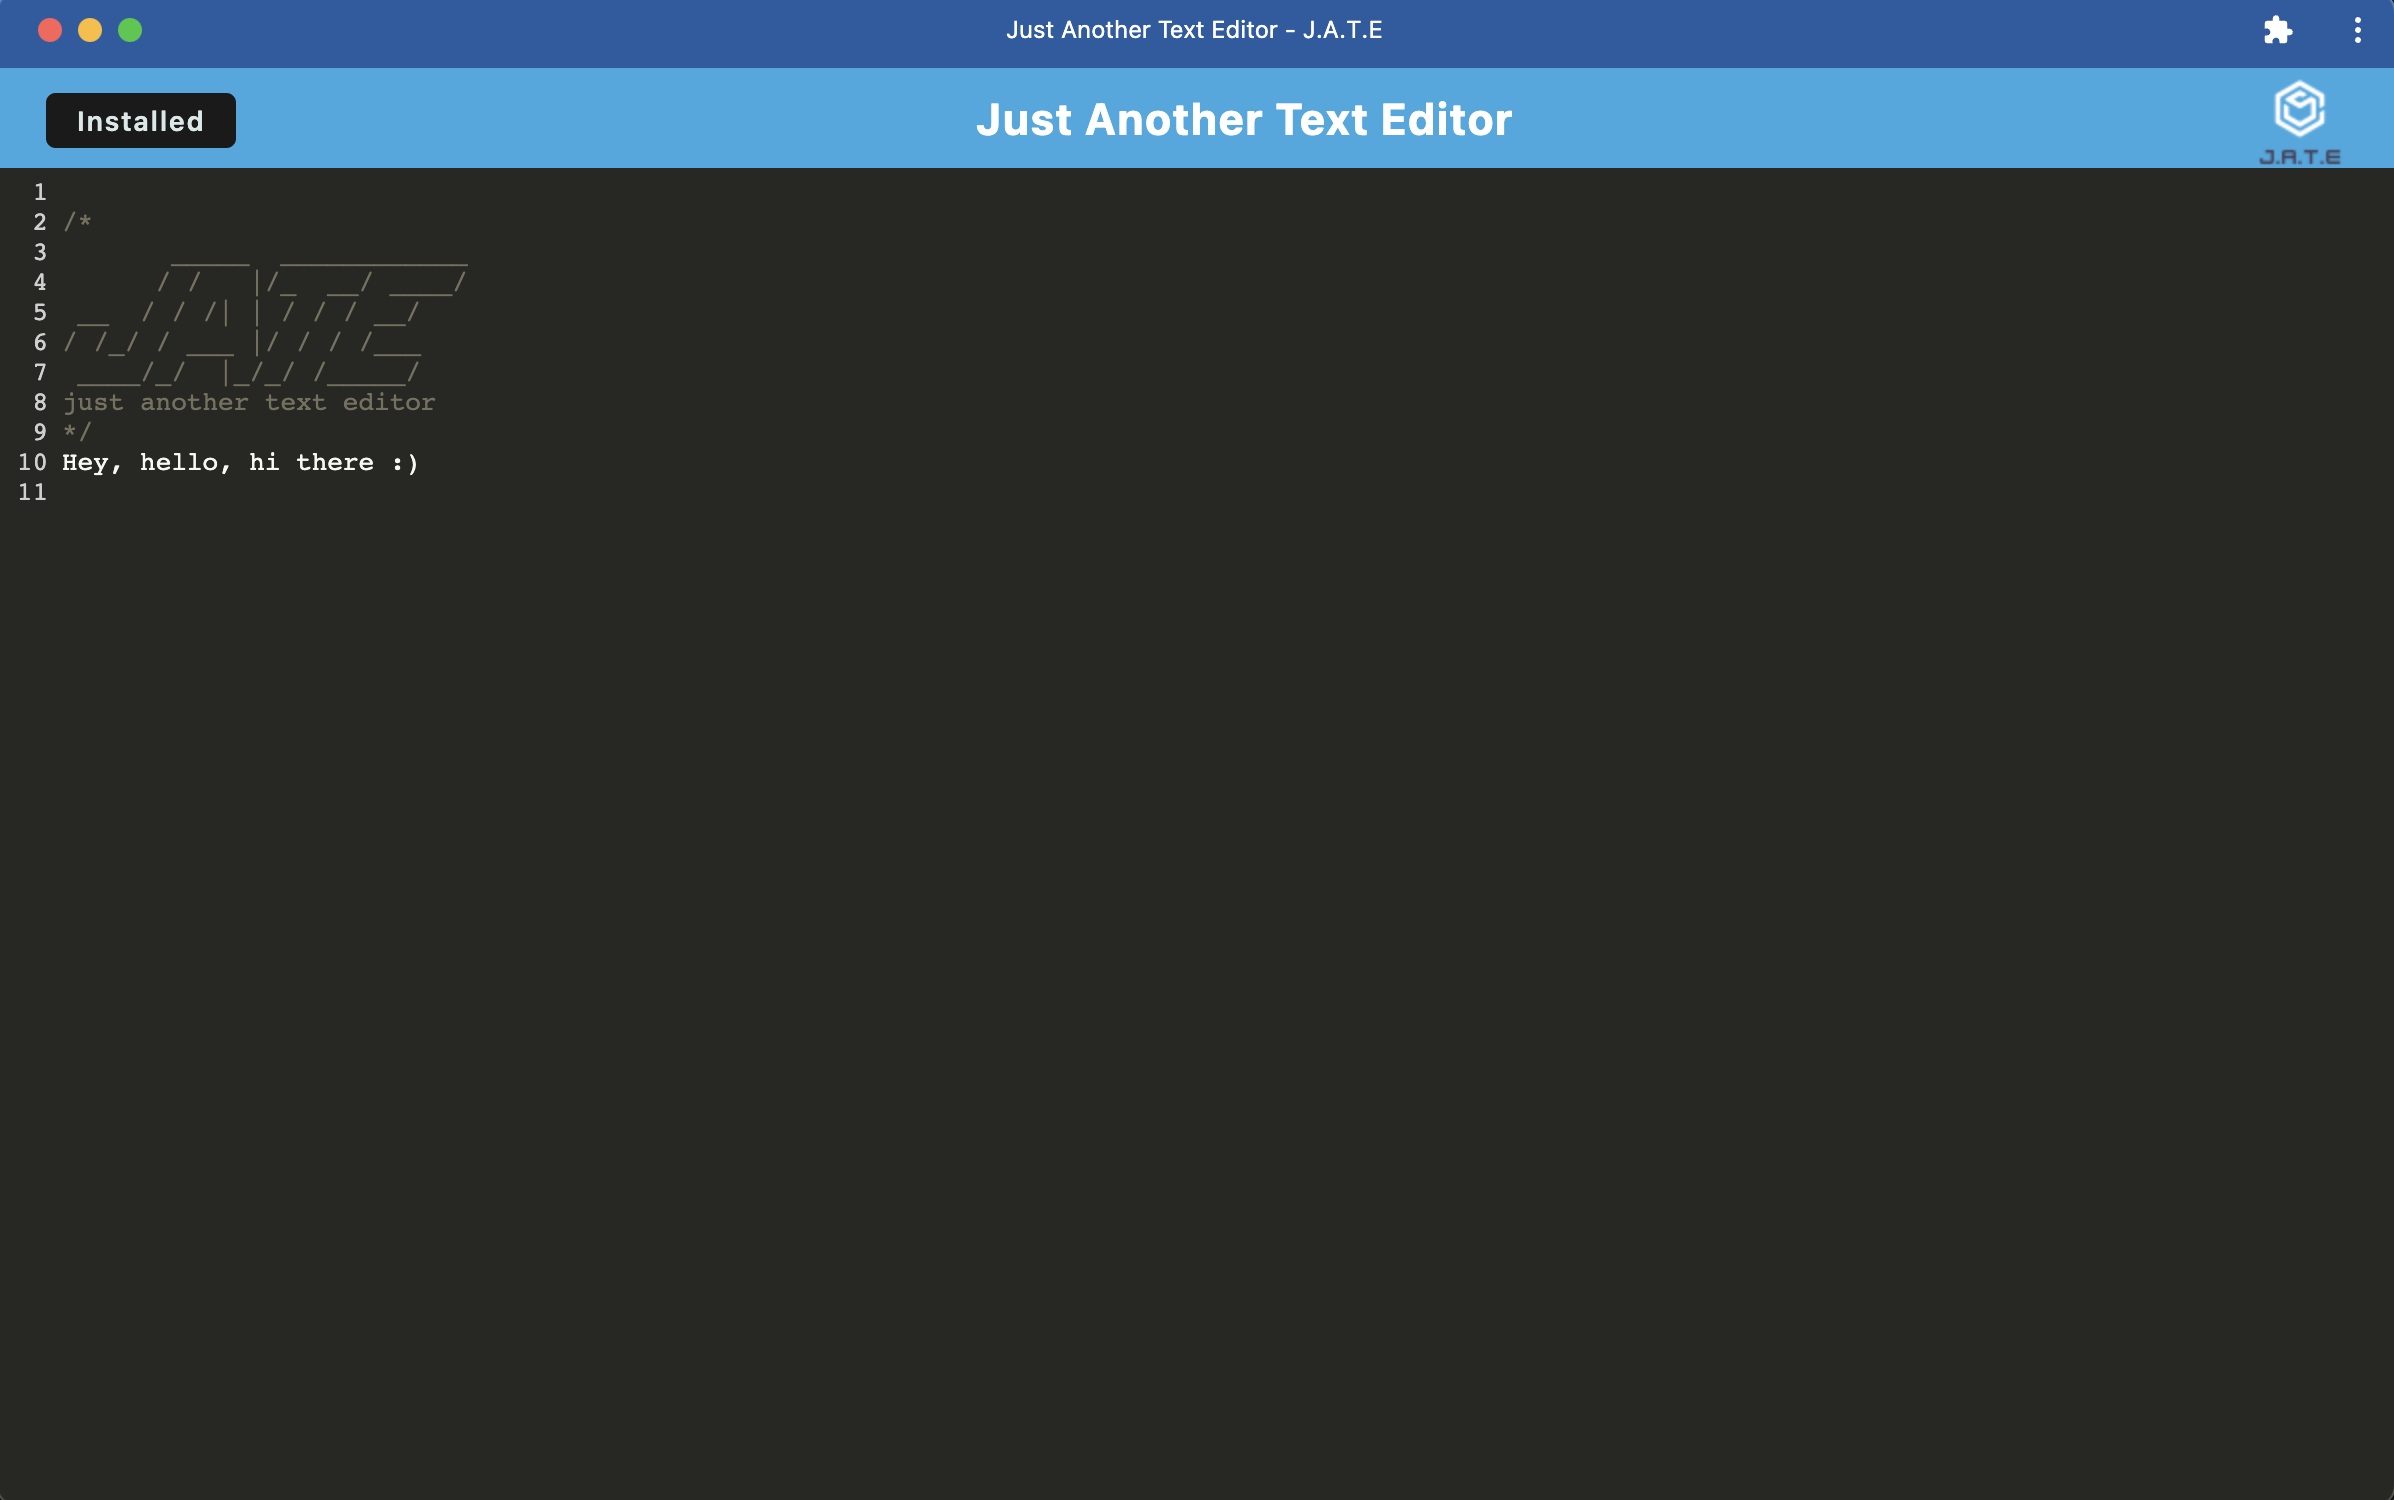 Just Another Text Editor - J.A.T.E
Installed
Just Another Text Editor
J.A.T.E
1
2 /*
3        _____  ____________
4       / /   |/_  __/ ____/
5  __  / / /| | / / / __/
6 / /_/ / ___ |/ / / /___
7  ____/_/  |_/_/ /_____/
8 just another text editor
9 */
10 Hey, hello, hi there :)
11